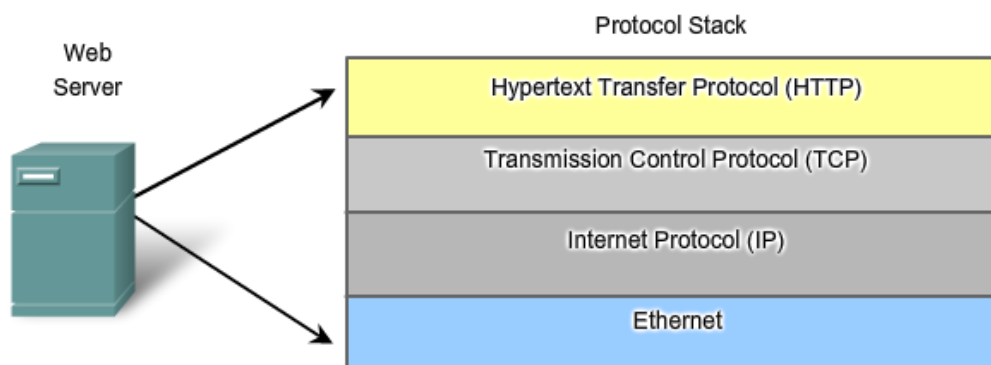 Protocol Stack
Web
Server
Hypertext Transfer Protocol (HTTP)
Transmission Control Protocol (TCP)
Internet Protocol (IP)
Ethernet